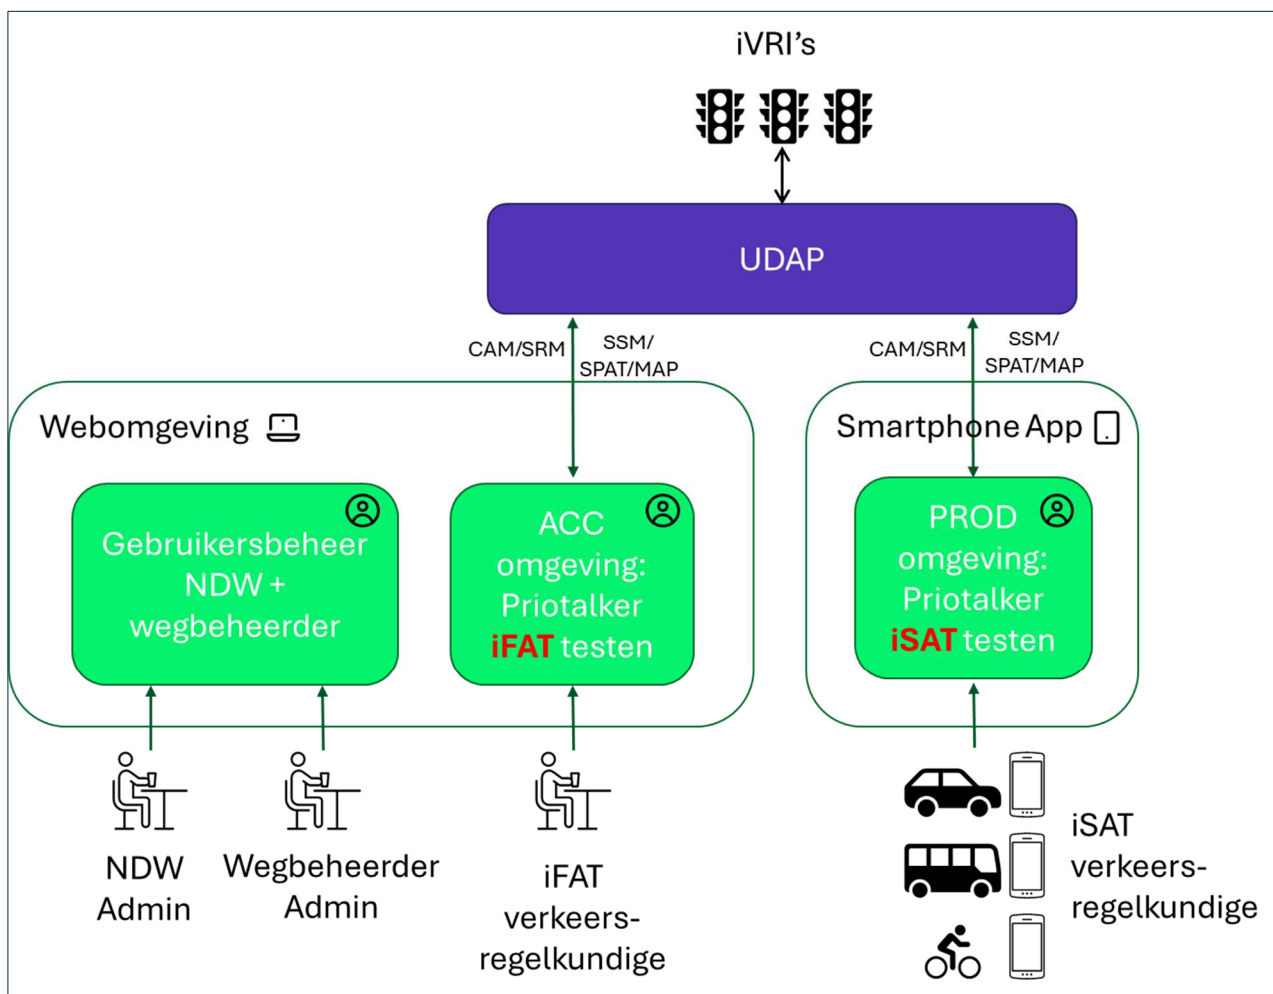 iVRI's
UDAP
CAM/SRM
SSM/
SPAT/MAP
CAM/SRM
SSM/
SPAT/MAP
Webomgeving
Gebruikersbeheer
NDW +
wegbeheerder
ACC
omgeving:
Priotalker
iFAT testen
Smartphone App
PROD
omgeving:
Priotalker
iSAT testen
NDW
Admin
Wegbeheerder
Admin
iFAT
verkeers-
regelkundige
iSAT
verkeers-
regelkundige